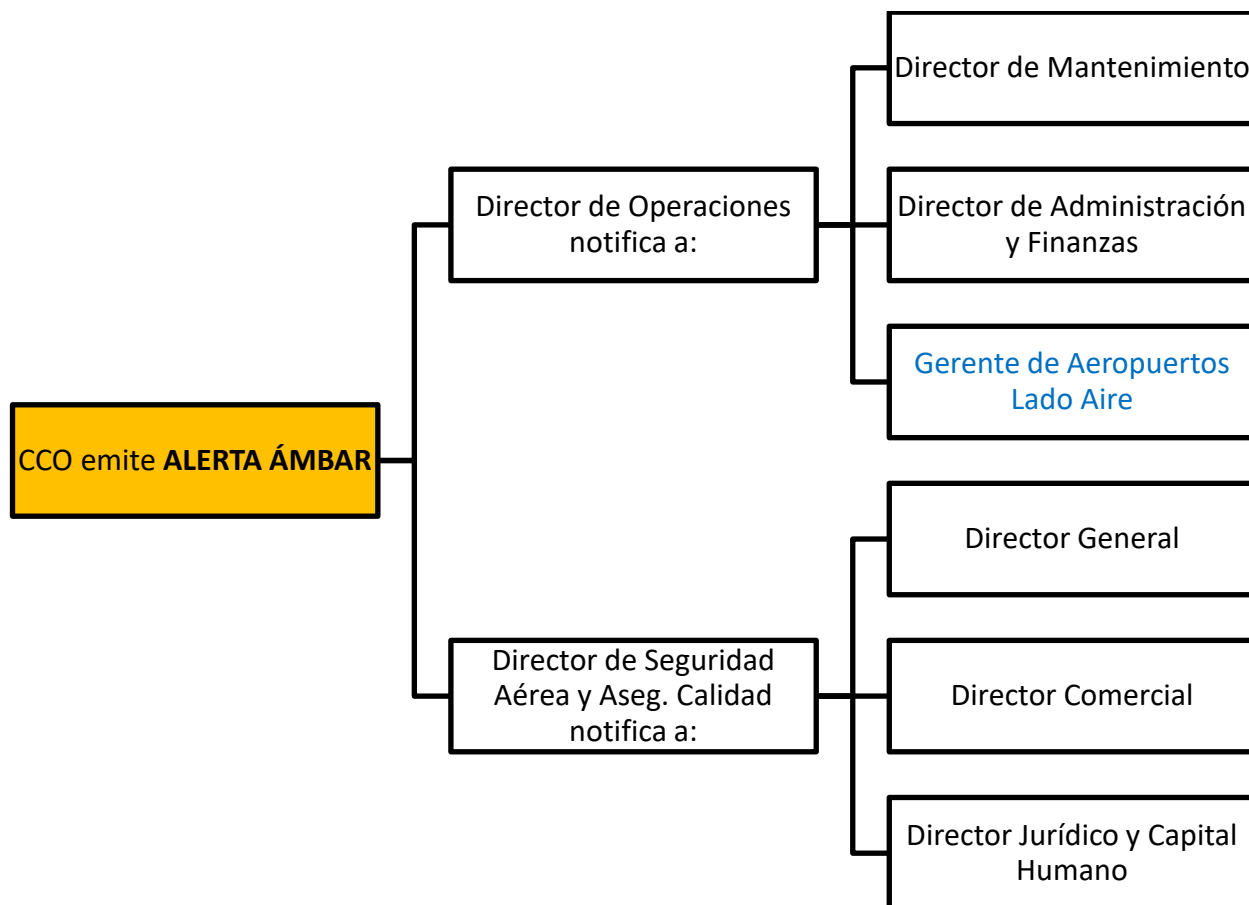 CCO emite ALERTA ÁMBAR
Director de Operaciones
notifica a:
Director de Mantenimiento
Director de Administración
y Finanzas
Gerente de Aeropuertos
Lado Aire
Director de Seguridad
Aérea y Aseg. Calidad
notifica a:
Director General
Director Comercial
Director Jurídico y Capital
Humano